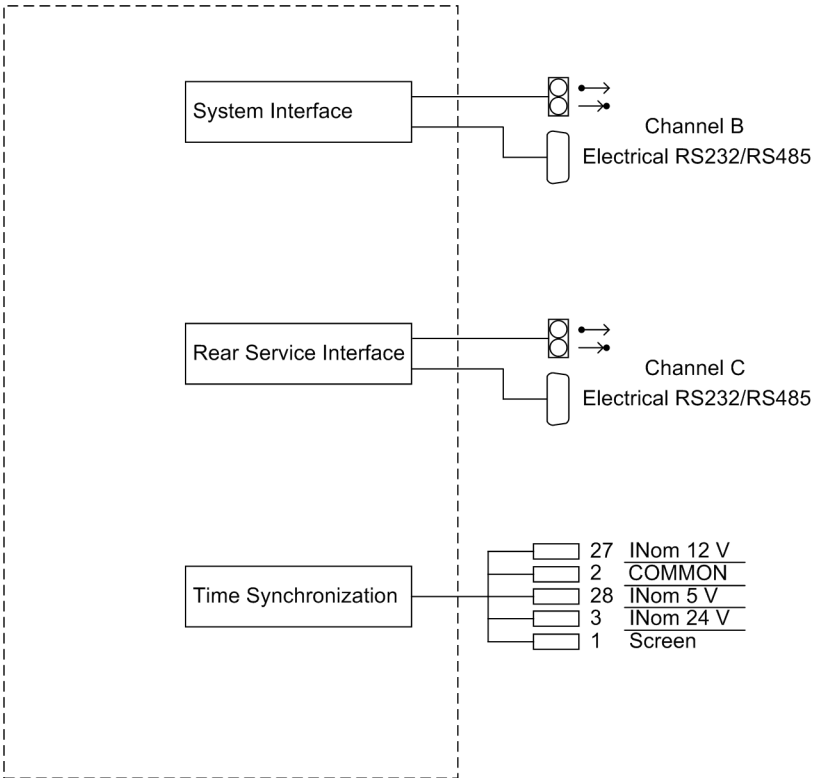 System Interface
Channel B
Electrical RS232/RS485
Rear Service Interface
Channel C
Electrical RS232/RS485
Time Synchronization
27 INom 12 V
2 COMMON
28 INom 5 V
3 INom 24 V
1 Screen